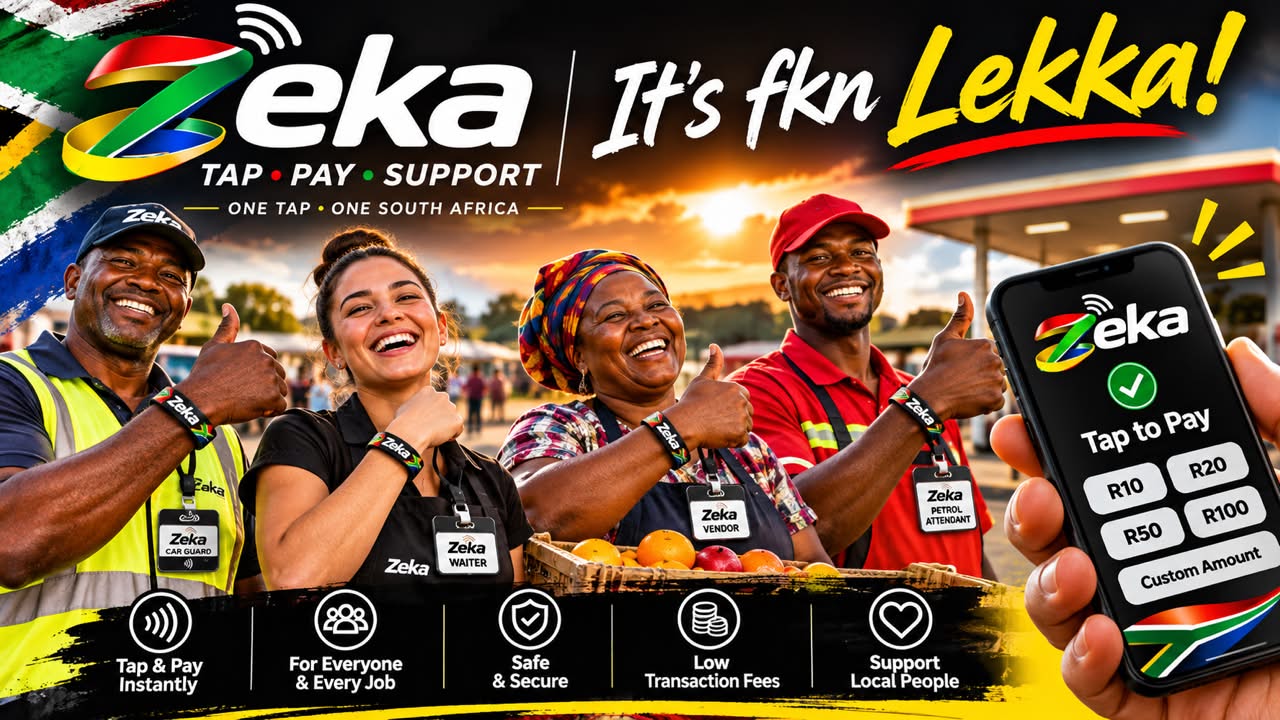 Zeka
It's fkn Lekka!
TAP • PAY • SUPPORT
ONE TAP • ONE SOUTH AFRICA
Zeka
Zeka
Zeka
Zeka
Zeka
Zeka
Zeka
CAR GUARD
Zeka
Zeka
WAITER
Zeka
VENDOR
Zeka
PETROL
ATTENDANT
Zeka
Tap to Pay
R10
R20
R50
R100
Custom Amount
Tap & Pay
Instantly
For Everyone
& Every Job
Safe
& Secure
Low
Transaction Fees
Support
Local People